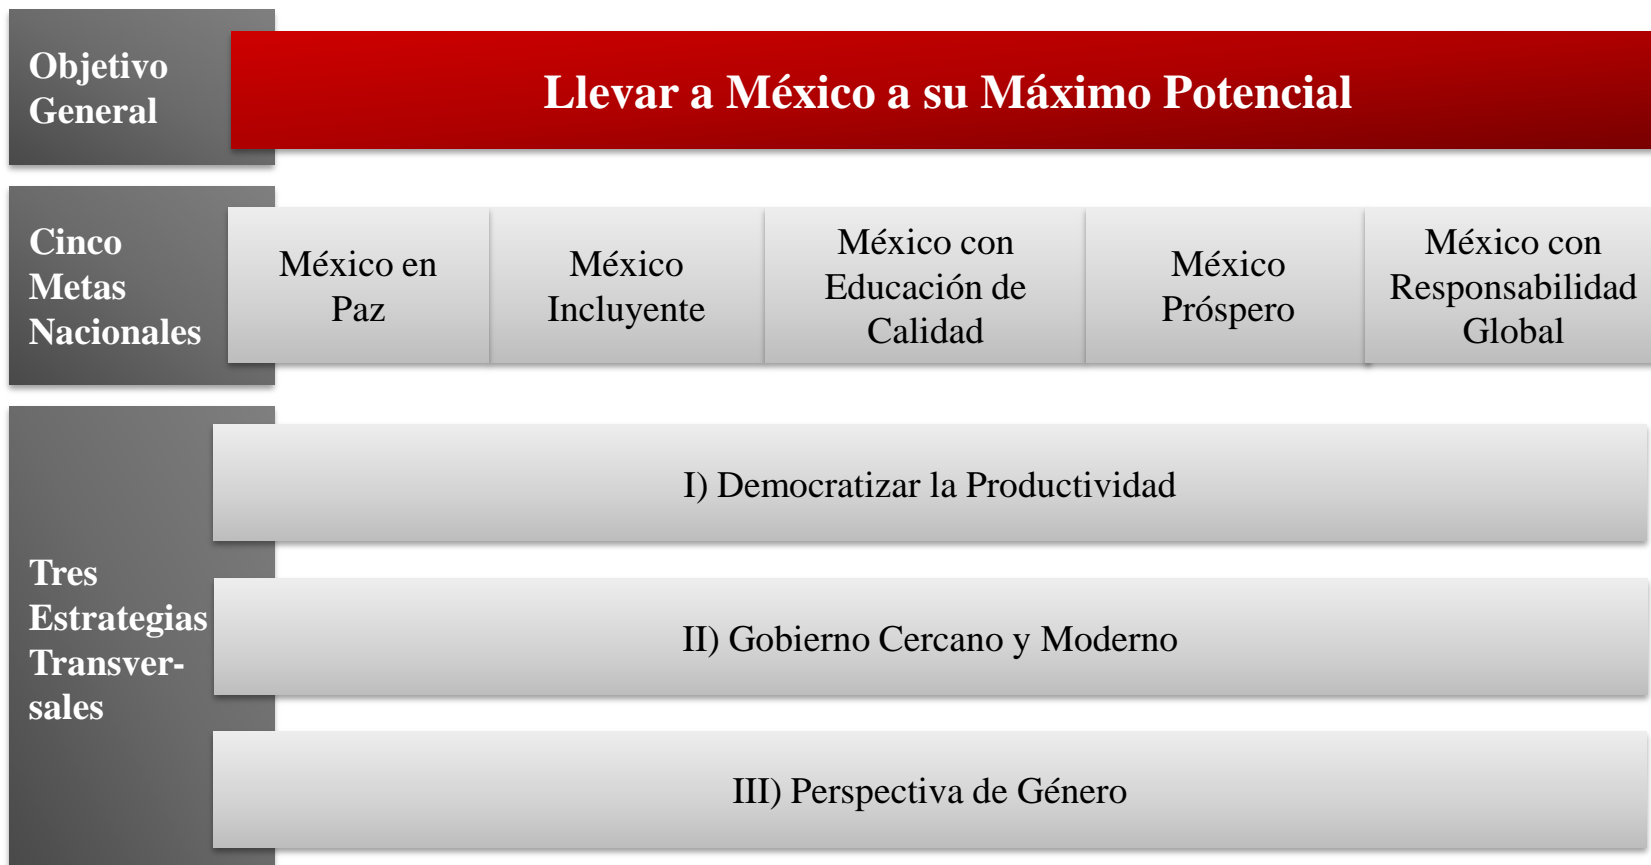 Objetivo
General
Llevar a México a su Máximo Potencial
Cinco
Metas
Nacionales
México en
Paz
México
Incluyente
México con
Educación de
Calidad
México
Próspero
México con
Responsabilidad
Global
Tres
Estrategias
Transver-
sales
I) Democratizar la Productividad
II) Gobierno Cercano y Moderno
III) Perspectiva de Género